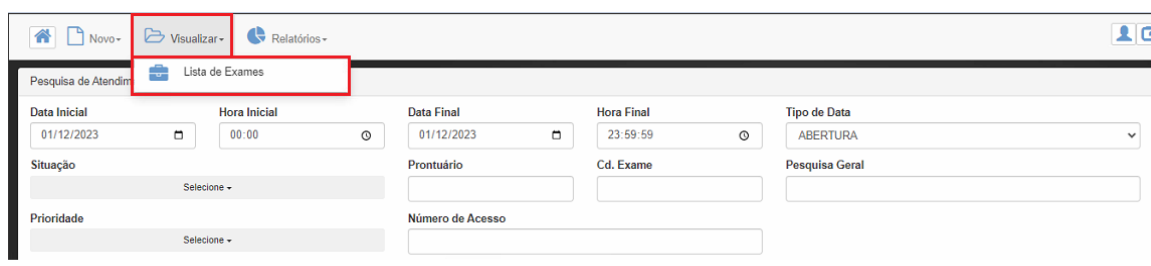 Novo Visualizar Relatórios
Lista de Exames
Pesquisa de Atendim
Data Inicial Hora Inicial Data Final Hora Final Tipo de Data
01/12/2023 00:00 01/12/2023 23:59:59 ABERTURA
Situação Prontuário Cd. Exame Pesquisa Geral
Selecione
Prioridade Número de Acesso
Selecione